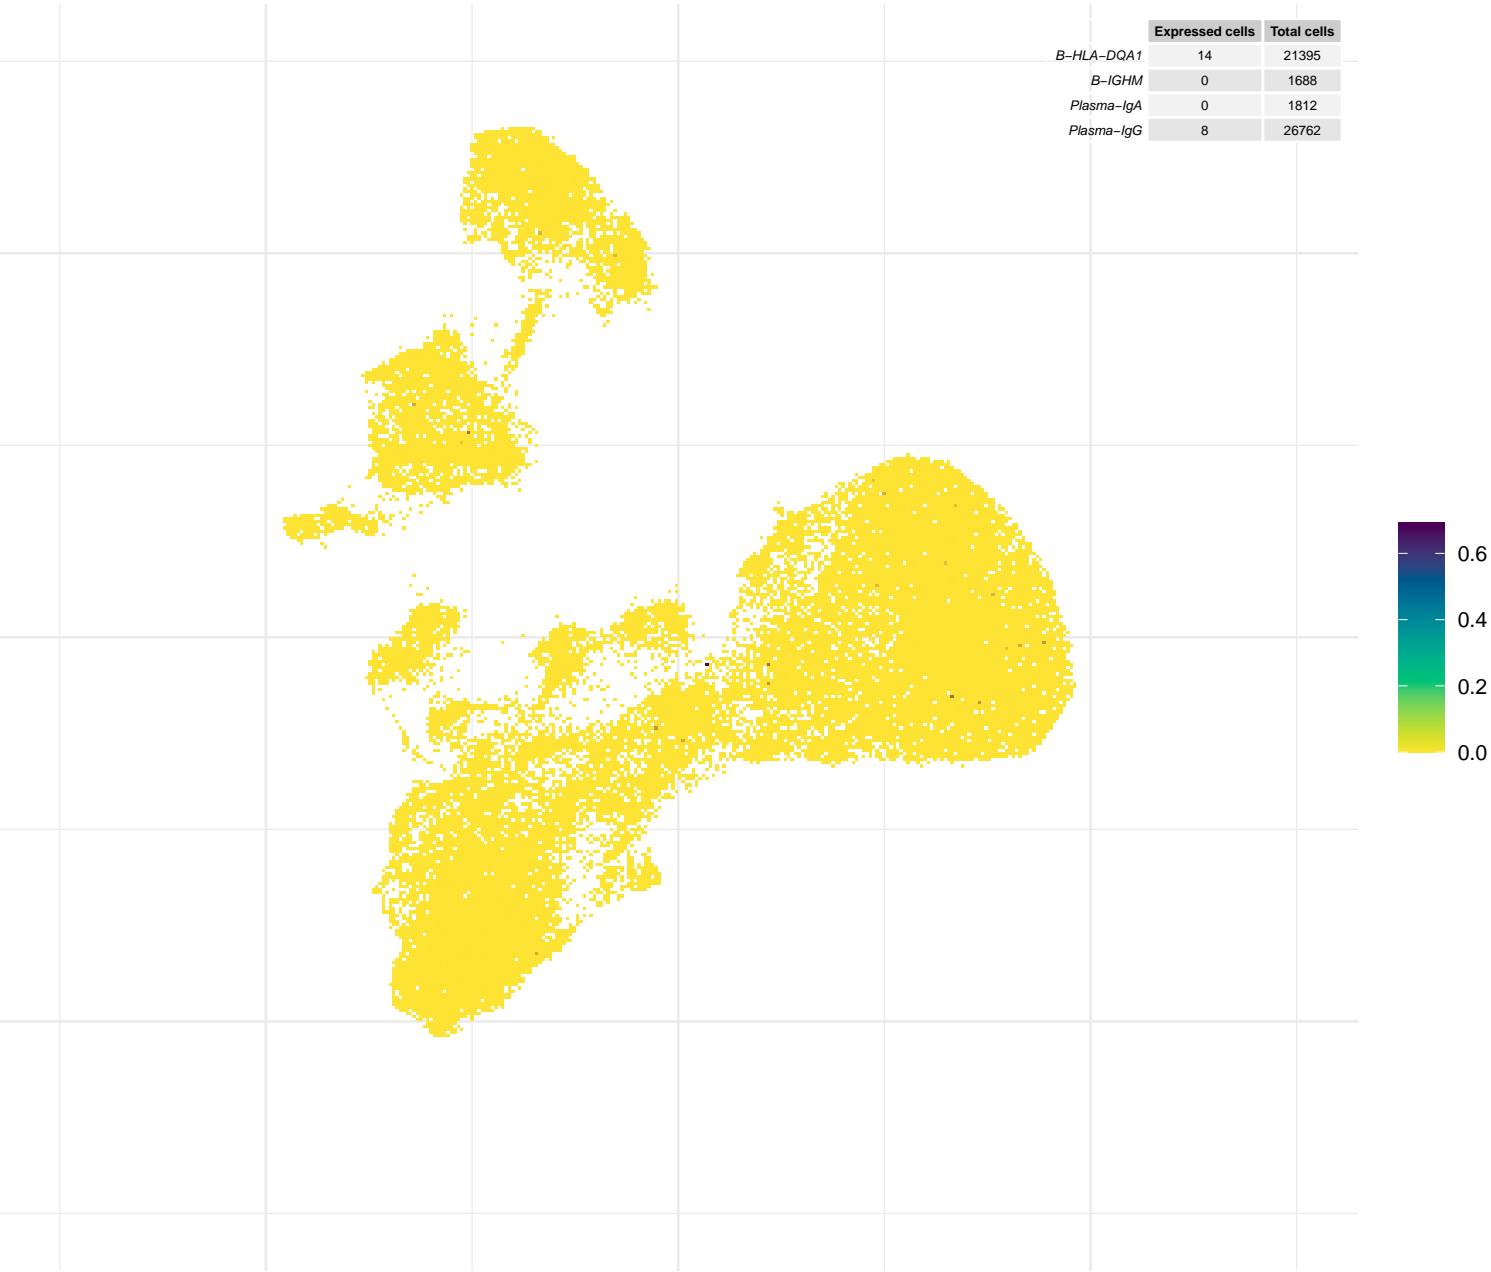 Expressed cells Total cells
B−HLA−DQA1 14 21395
B−IGHM 0 1688
Plasma−IgA 0 1812
Plasma−IgG 8 26762
0.6
0.4
0.2
0.0